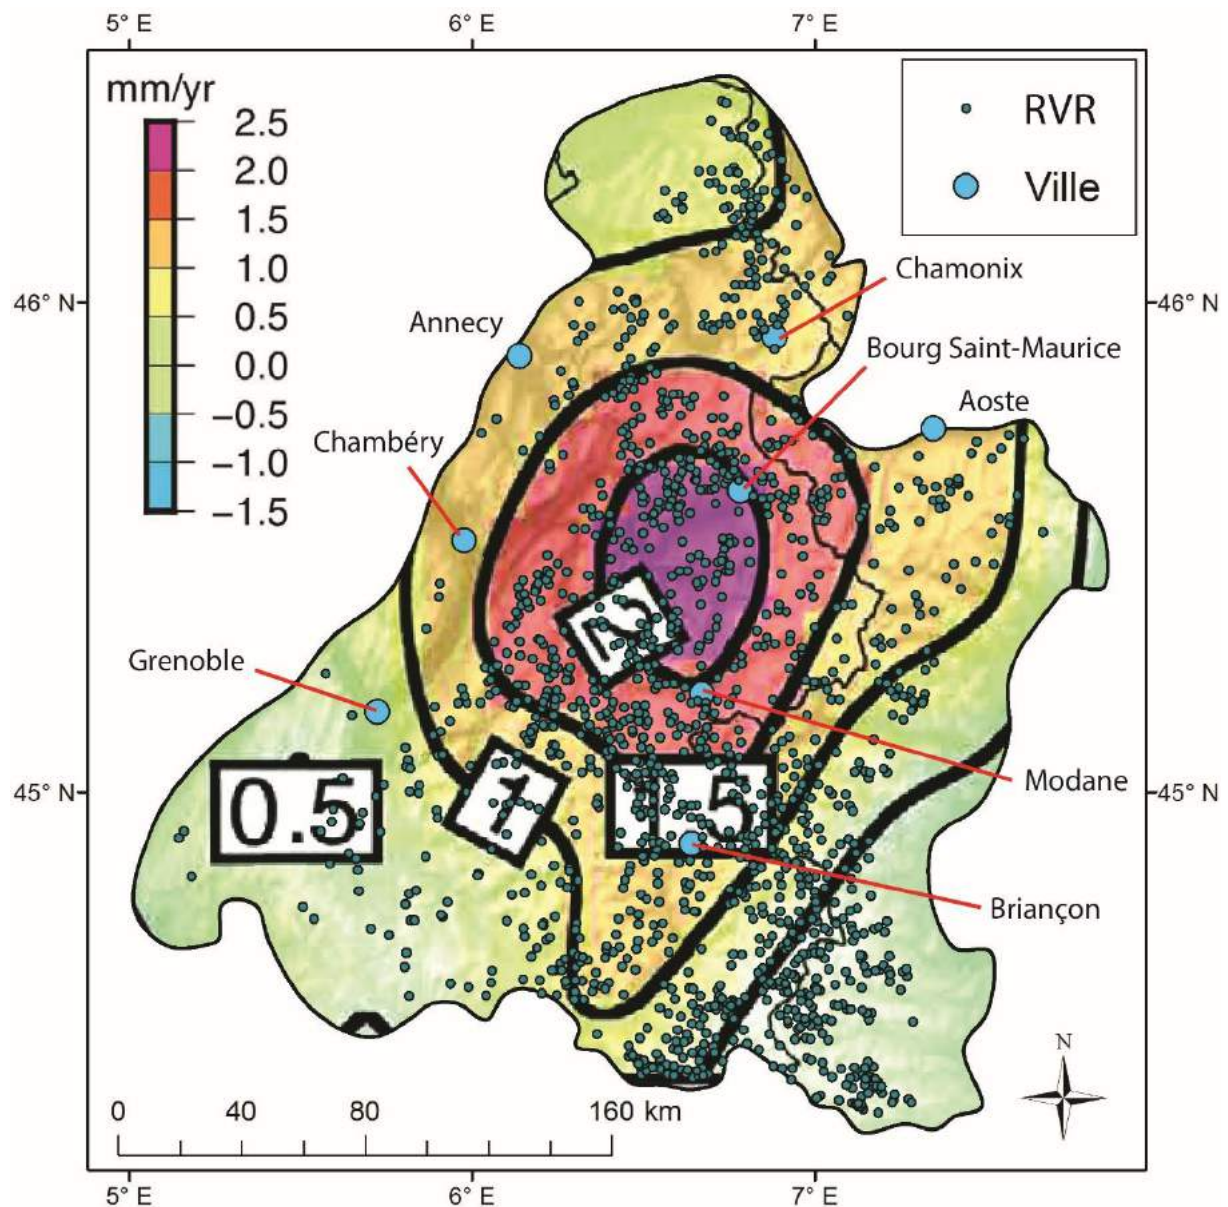 5° E 6° E 7° E
mm/yr
2.5
2.0
1.5
1.0
0.5
0.0
−0.5
−1.0
−1.5
RVR
Ville
46° N 46° N
Chamonix
Annecy
Bourg Saint-Maurice
Aoste
Chambéry
2
Grenoble
Modane
45° N 45° N
0.5 1 1.5
Briançon
N
0 40 80 160 km
5° E 6° E 7° E